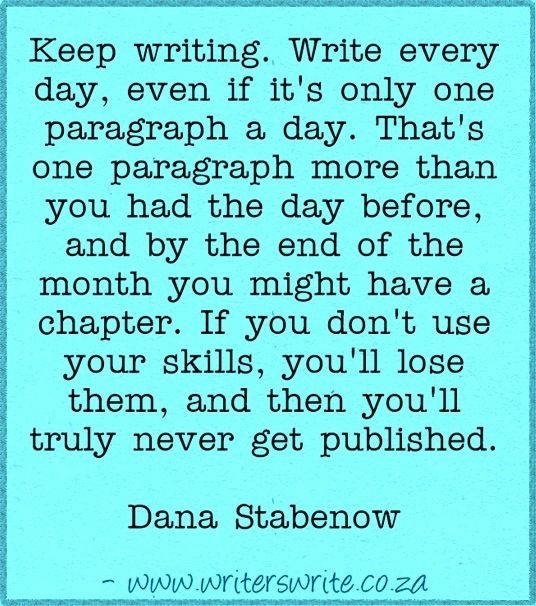 Keep writing. Write every
day, even if it's only one
paragraph a day. That's
one paragraph more than
you had the day before,
and by the end of the
month you might have a
chapter. If you don't use
your skills, you'll lose
them, and then you'll
truly never get published.
Dana Stabenow
- www.writerswrite.co.za